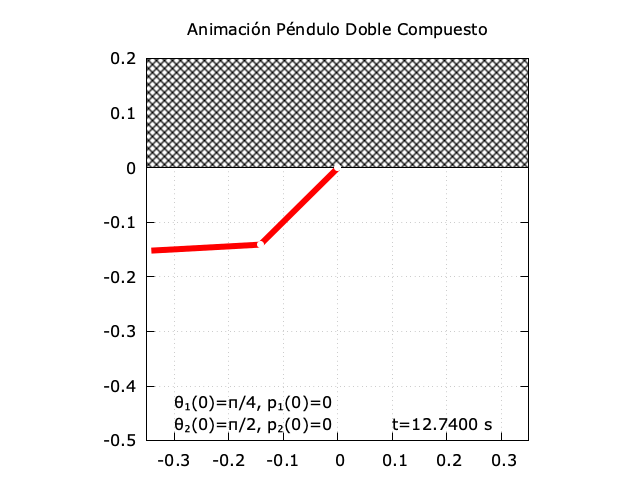 Animación Péndulo Doble Compuesto
0.2
0.1
0
-0.1
-0.2
-0.3
-0.4
-0.5
θ₁(0)=π/4, p₁(0)=0
θ₂(0)=π/2, p₂(0)=0 t=12.7400 s
-0.3 -0.2 -0.1 0 0.1 0.2 0.3